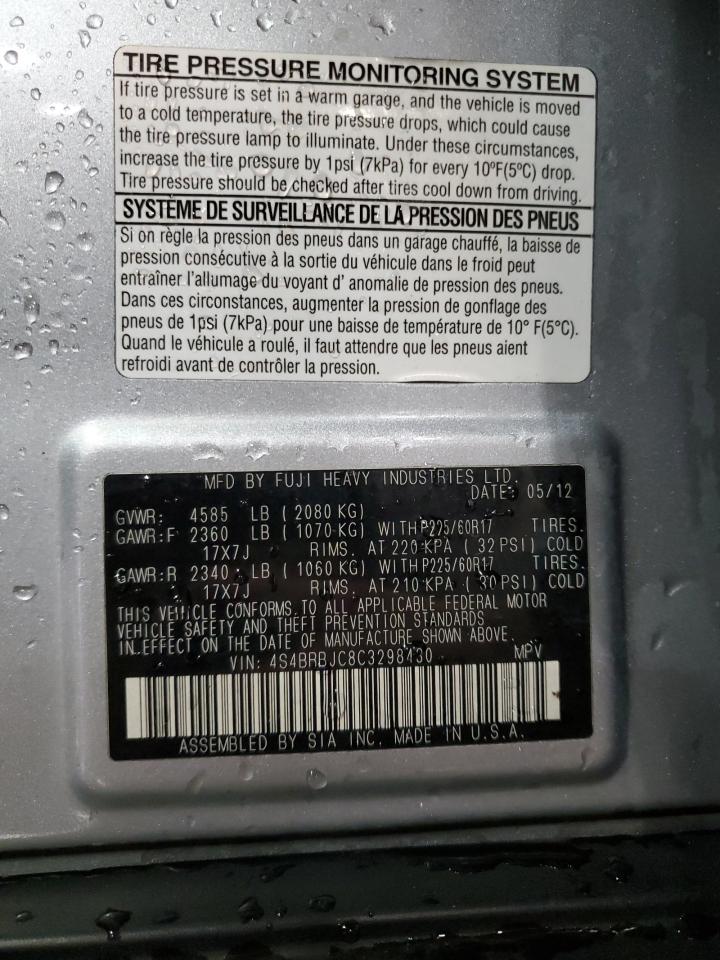 TIRE PRESSURE MONITORING SYSTEM
If tire pressure is set in a warm garage, and the vehicle is moved
to a cold temperature, the tire pressure drops, which could cause
the tire pressure lamp to illuminate. Under these circumstances,
increase the tire pressure by 1psi (7kPa) for every 10ºF(5ºC) drop.
Tire pressure should be checked after tires cool down from driving.
SYSTÈME DE SURVEILLANCE DE LA PRESSION DES PNEUS
Si on règle la pression des pneus dans un garage chauffé, la baisse de
pression consécutive à la sortie du véhicule dans le froid peut
entraîner l'allumage du voyant d' anomalie de pression des pneus.
Dans ces circonstances, augmenter la pression de gonflage des
pneus de 1psi (7kPa) pour une baisse de température de 10° F(5°C).
Quand le véhicule a roulé, il faut attendre que les pneus aient
refroidi avant de contrôler la pression.
MFD BY FUJI HEAVY INDUSTRIES LTD.
DATE: 05/12
GVWR: 4585 LB ( 2080 KG)
GAWR:F 2360 LB ( 1070 KG) WITH P225/60R17 TIRES.
17X7J RIMS. AT 220 KPA ( 32 PSI) COLD
GAWR:R 2340 LB ( 1060 KG) WITH P225/60R17 TIRES.
17X7J RIMS. AT 210 KPA ( 30 PSI) COLD
THIS VEHICLE CONFORMS TO ALL APPLICABLE FEDERAL MOTOR
VEHICLE SAFETY AND THEFT PREVENTION STANDARDS
IN EFFECT ON THE DATE OF MANUFACTURE SHOWN ABOVE.
VIN: 4S4BRBJC8C3298430 MPV
ASSEMBLED BY SIA INC. MADE IN U.S.A.